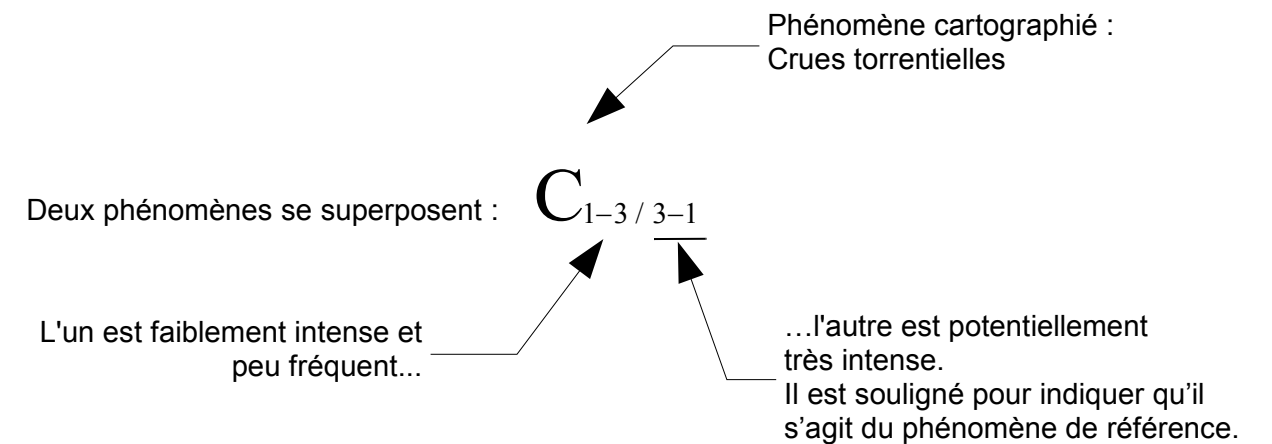 Phénomène cartographié :
Crues torrentielles
Deux phénomènes se superposent : C1–3 / 3–1
L'un est faiblement intense et
peu fréquent...
…l'autre est potentiellement
très intense.
Il est souligné pour indiquer qu’il
s’agit du phénomène de référence.